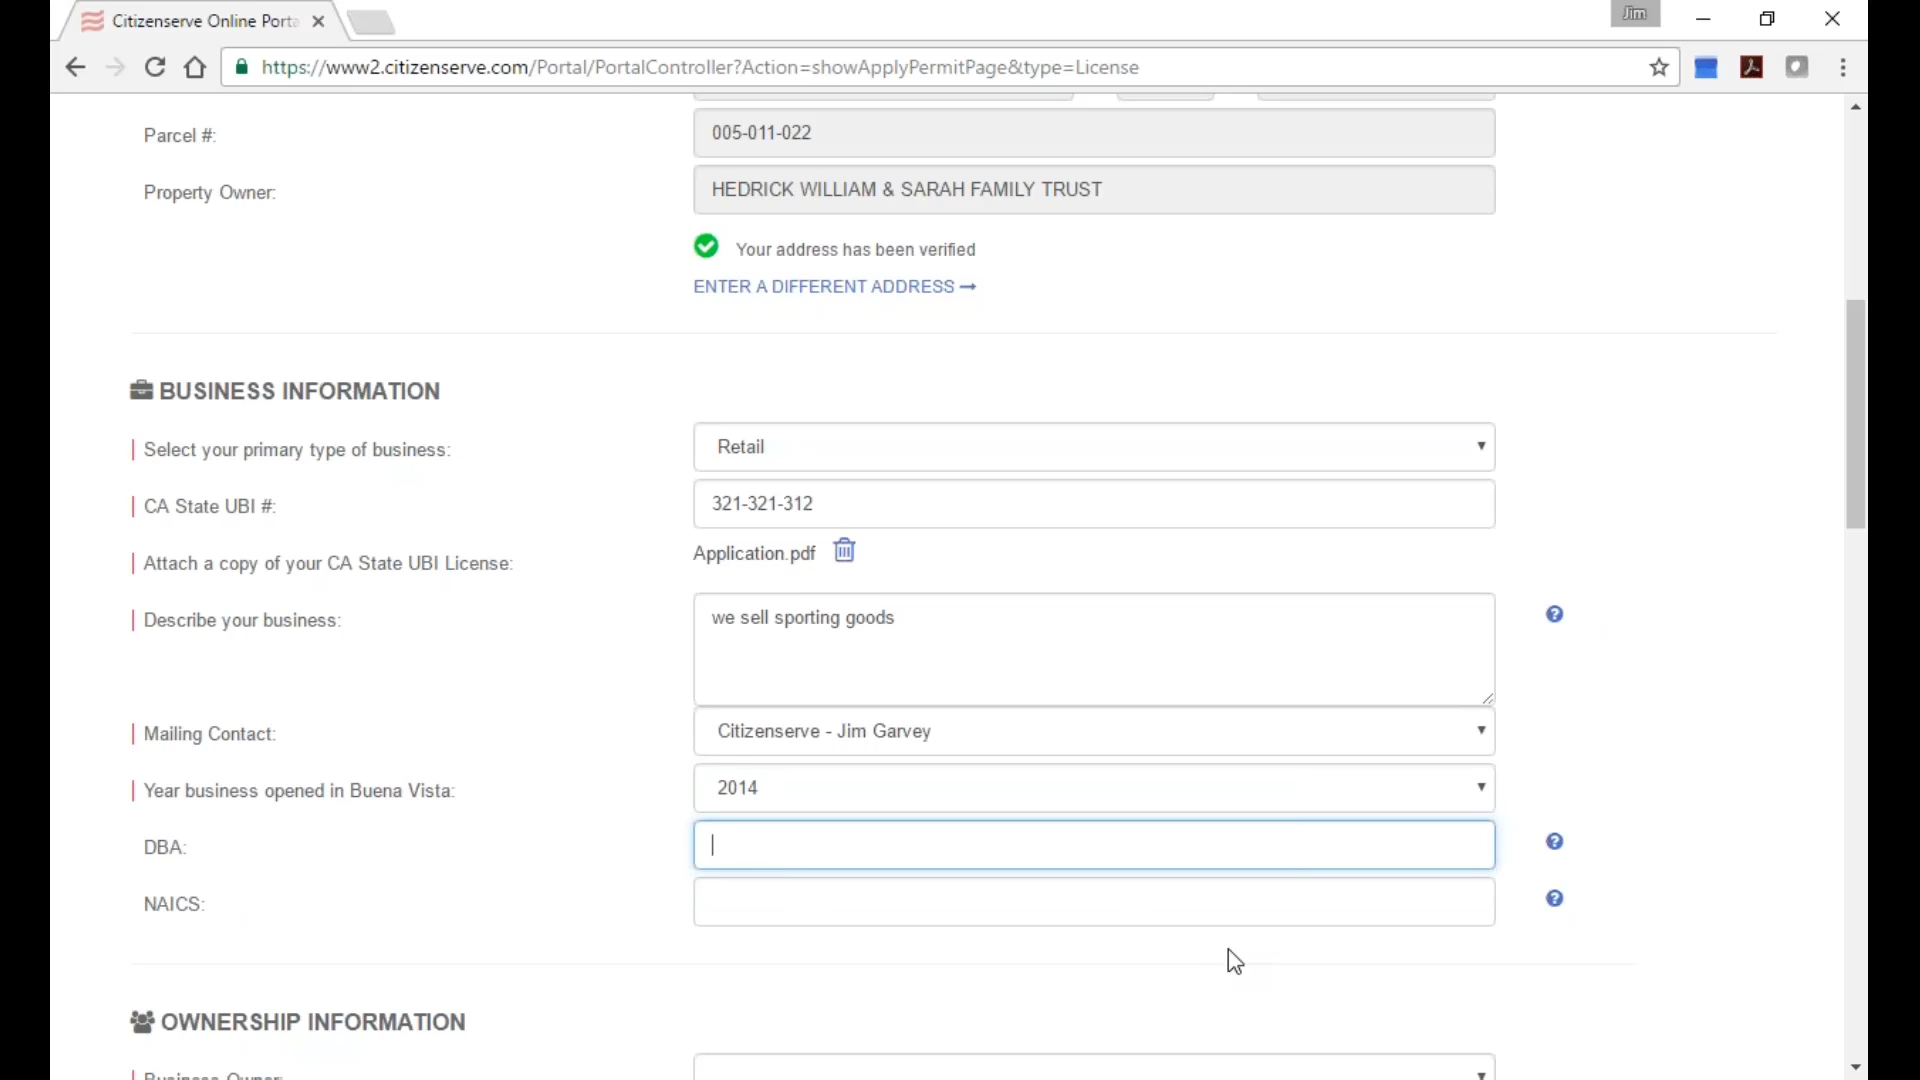 Citizenserve Online Porta
Jim
https://www2.citizenserve.com/Portal/PortalController?Action=showApplyPermitPage&type=License
Parcel #:
005-011-022
Property Owner:
HEDRICK WILLIAM & SARAH FAMILY TRUST
Your address has been verified
ENTER A DIFFERENT ADDRESS
BUSINESS INFORMATION
Select your primary type of business:
Retail
CA State UBI #:
321-321-312
Attach a copy of your CA State UBI License:
Application.pdf
Describe your business:
we sell sporting goods
Mailing Contact:
Citizenserve - Jim Garvey
Year business opened in Buena Vista:
2014
DBA:
NAICS:
OWNERSHIP INFORMATION
Business Owner: